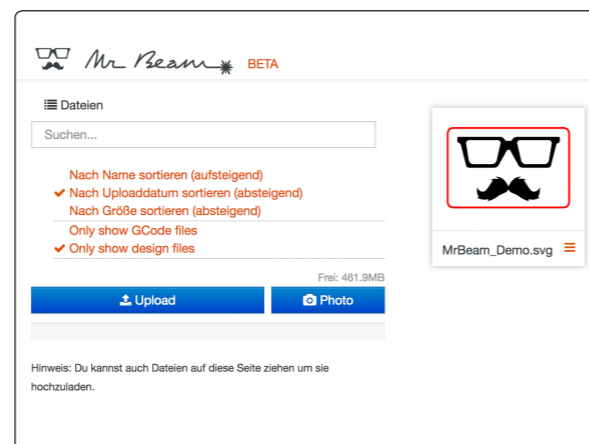 Mr Beam BETA
Dateien
Suchen...
Nach Name sortieren (aufsteigend)
Nach Uploaddatum sortieren (absteigend)
Nach Größe sortieren (absteigend)
Only show GCode files
Only show design files
Frei: 461.9MB
Upload
Photo
Hinweis: Du kannst auch Dateien auf diese Seite ziehen um sie
hochzuladen.
MrBeam_Demo.svg